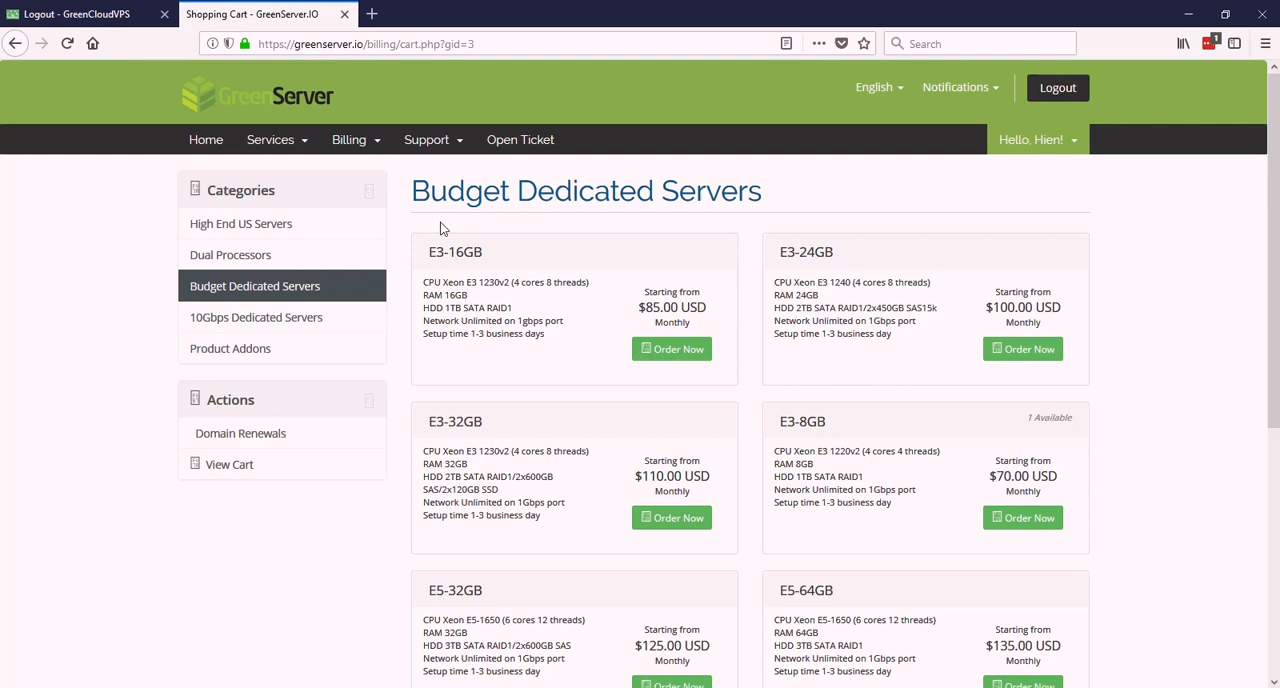 Logout - GreenCloudVPS
Shopping Cart - GreenServer.IO
https://greenserver.io/billing/cart.php?gid=3
Search
1
GreenServer
English
Notifications
Logout
Home
Services
Billing
Support
Open Ticket
Hello, Hien!
Categories
High End US Servers
Dual Processors
Budget Dedicated Servers
10Gbps Dedicated Servers
Product Addons
Actions
Domain Renewals
View Cart
Budget Dedicated Servers
E3-16GB
CPU Xeon E3 1230v2 (4 cores 8 threads)
RAM 16GB
HDD 1TB SATA RAID1
Network Unlimited on 1gbps port
Setup time 1-3 business days
Starting from
$85.00 USD
Monthly
Order Now
E3-24GB
CPU Xeon E3 1240 (4 cores 8 threads)
RAM 24GB
HDD 2TB SATA RAID1/2x450GB SAS15k
Network Unlimited on 1Gbps port
Setup time 1-3 business day
Starting from
$100.00 USD
Monthly
Order Now
E3-32GB
CPU Xeon E3 1230v2 (4 cores 8 threads)
RAM 32GB
HDD 2TB SATA RAID1/2x600GB
SAS/2x120GB SSD
Network Unlimited on 1Gbps port
Setup time 1-3 business day
Starting from
$110.00 USD
Monthly
Order Now
E3-8GB
1 Available
CPU Xeon E3 1220v2 (4 cores 4 threads)
RAM 8GB
HDD 1TB SATA RAID1
Network Unlimited on 1Gbps port
Setup time 1-3 business day
Starting from
$70.00 USD
Monthly
Order Now
E5-32GB
CPU Xeon E5-1650 (6 cores 12 threads)
RAM 32GB
HDD 3TB SATA RAID1/2x600GB SAS
Network Unlimited on 1Gbps port
Setup time 1-3 business day
Starting from
$125.00 USD
Monthly
Order Now
E5-64GB
CPU Xeon E5-1650 (6 cores 12 threads)
RAM 64GB
HDD 3TB SATA RAID1
Network Unlimited on 1Gbps port
Setup time 1-3 business day
Starting from
$135.00 USD
Monthly
Order Now